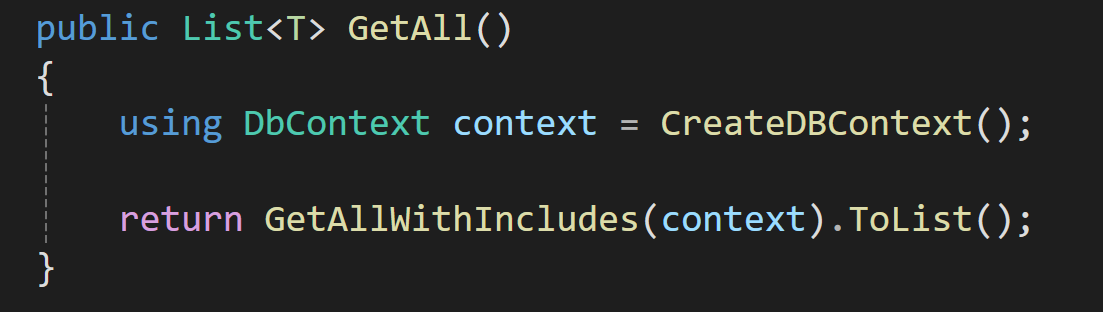 public List<T> GetAll()
{
using DbContext context = CreateDBContext();
return GetAllWithIncludes(context).ToList();
}